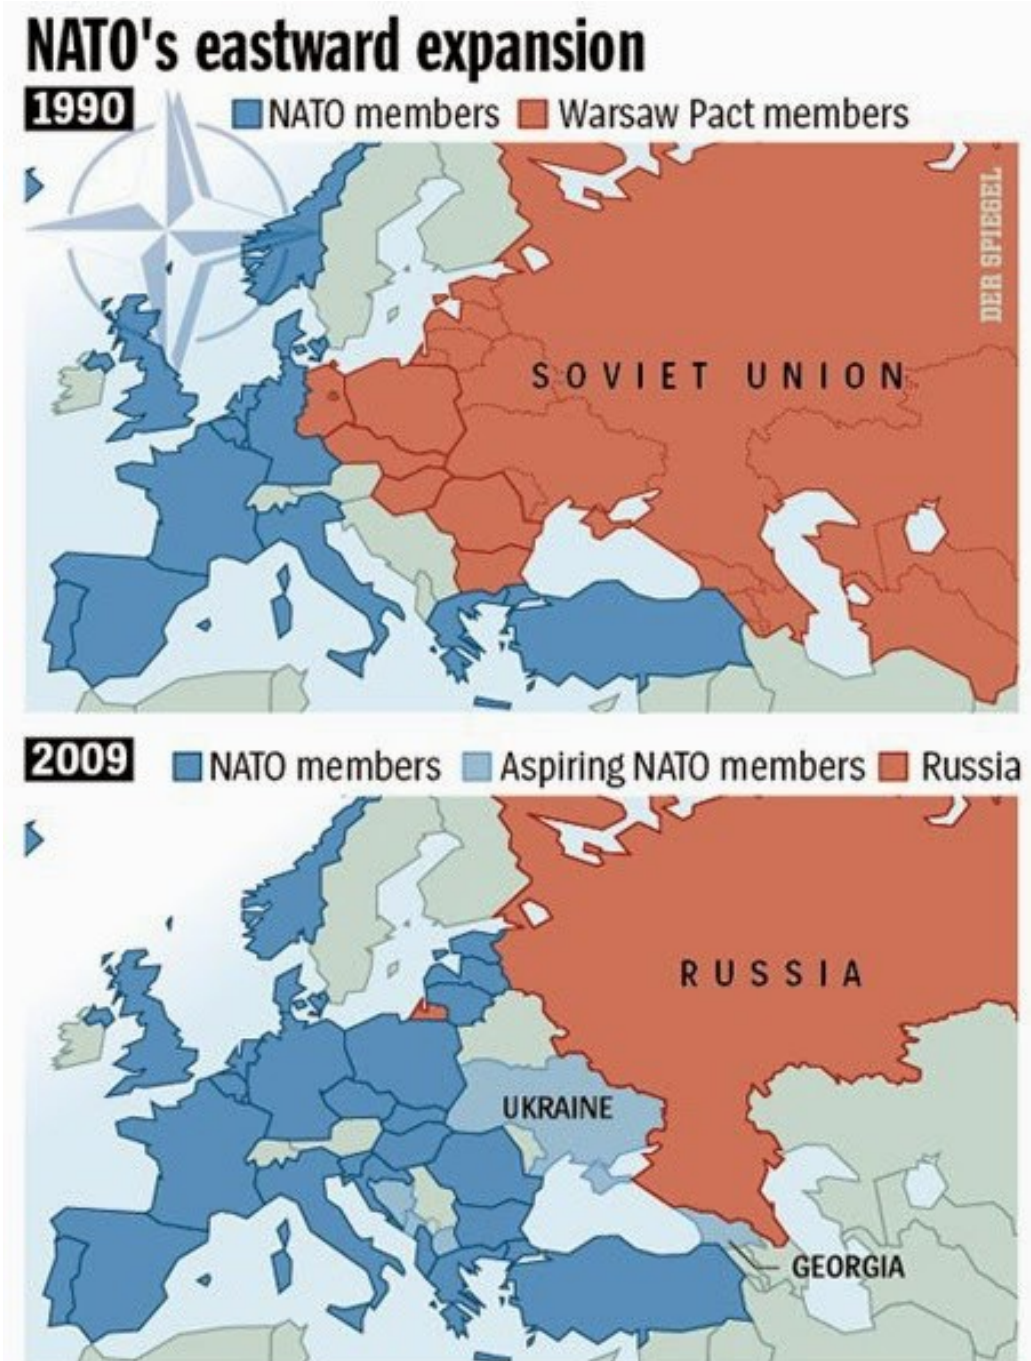 NATO's eastward expansion
1990
NATO members Warsaw Pact members
DER SPIEGEL
SOVIET UNION
2009
NATO members Aspiring NATO members Russia
RUSSIA
UKRAINE
GEORGIA